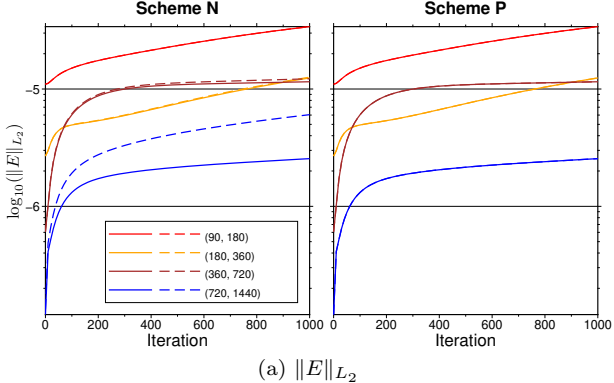 Scheme N
Scheme P
log₁₀(‖E‖_{L₂})
−5
−6
(90, 180)
(180, 360)
(360, 720)
(720, 1440)
0 200 400 600 800 1000
0 200 400 600 800 1000
Iteration
Iteration
(a) ‖E‖_{L₂}